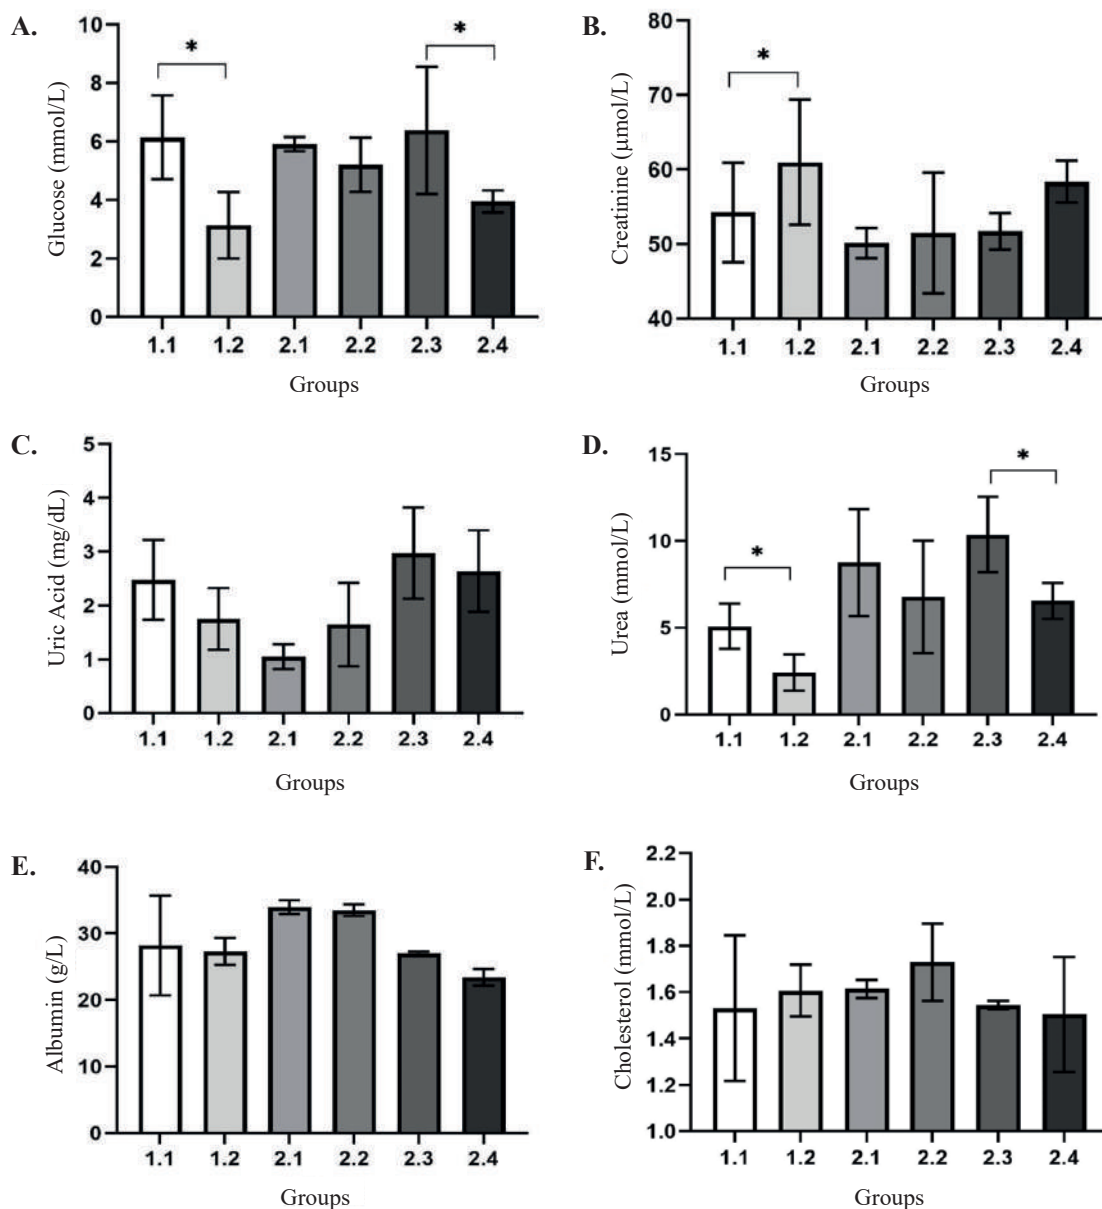 A.
Glucose (mmol/L)
10
8
6
4
2
0
*
*
1.1 1.2 2.1 2.2 2.3 2.4
Groups
B.
Creatinine (µmol/L)
80
70
60
50
40
*
1.1 1.2 2.1 2.2 2.3 2.4
Groups
C.
Uric Acid (mg/dL)
5
4
3
2
1
0
1.1 1.2 2.1 2.2 2.3 2.4
Groups
D.
Urea (mmol/L)
15
10
5
0
*
*
1.1 1.2 2.1 2.2 2.3 2.4
Groups
E.
Albumin (g/L)
40
30
20
10
0
1.1 1.2 2.1 2.2 2.3 2.4
Groups
F.
Cholesterol (mmol/L)
2.2
2.0
1.8
1.6
1.4
1.2
1.0
1.1 1.2 2.1 2.2 2.3 2.4
Groups